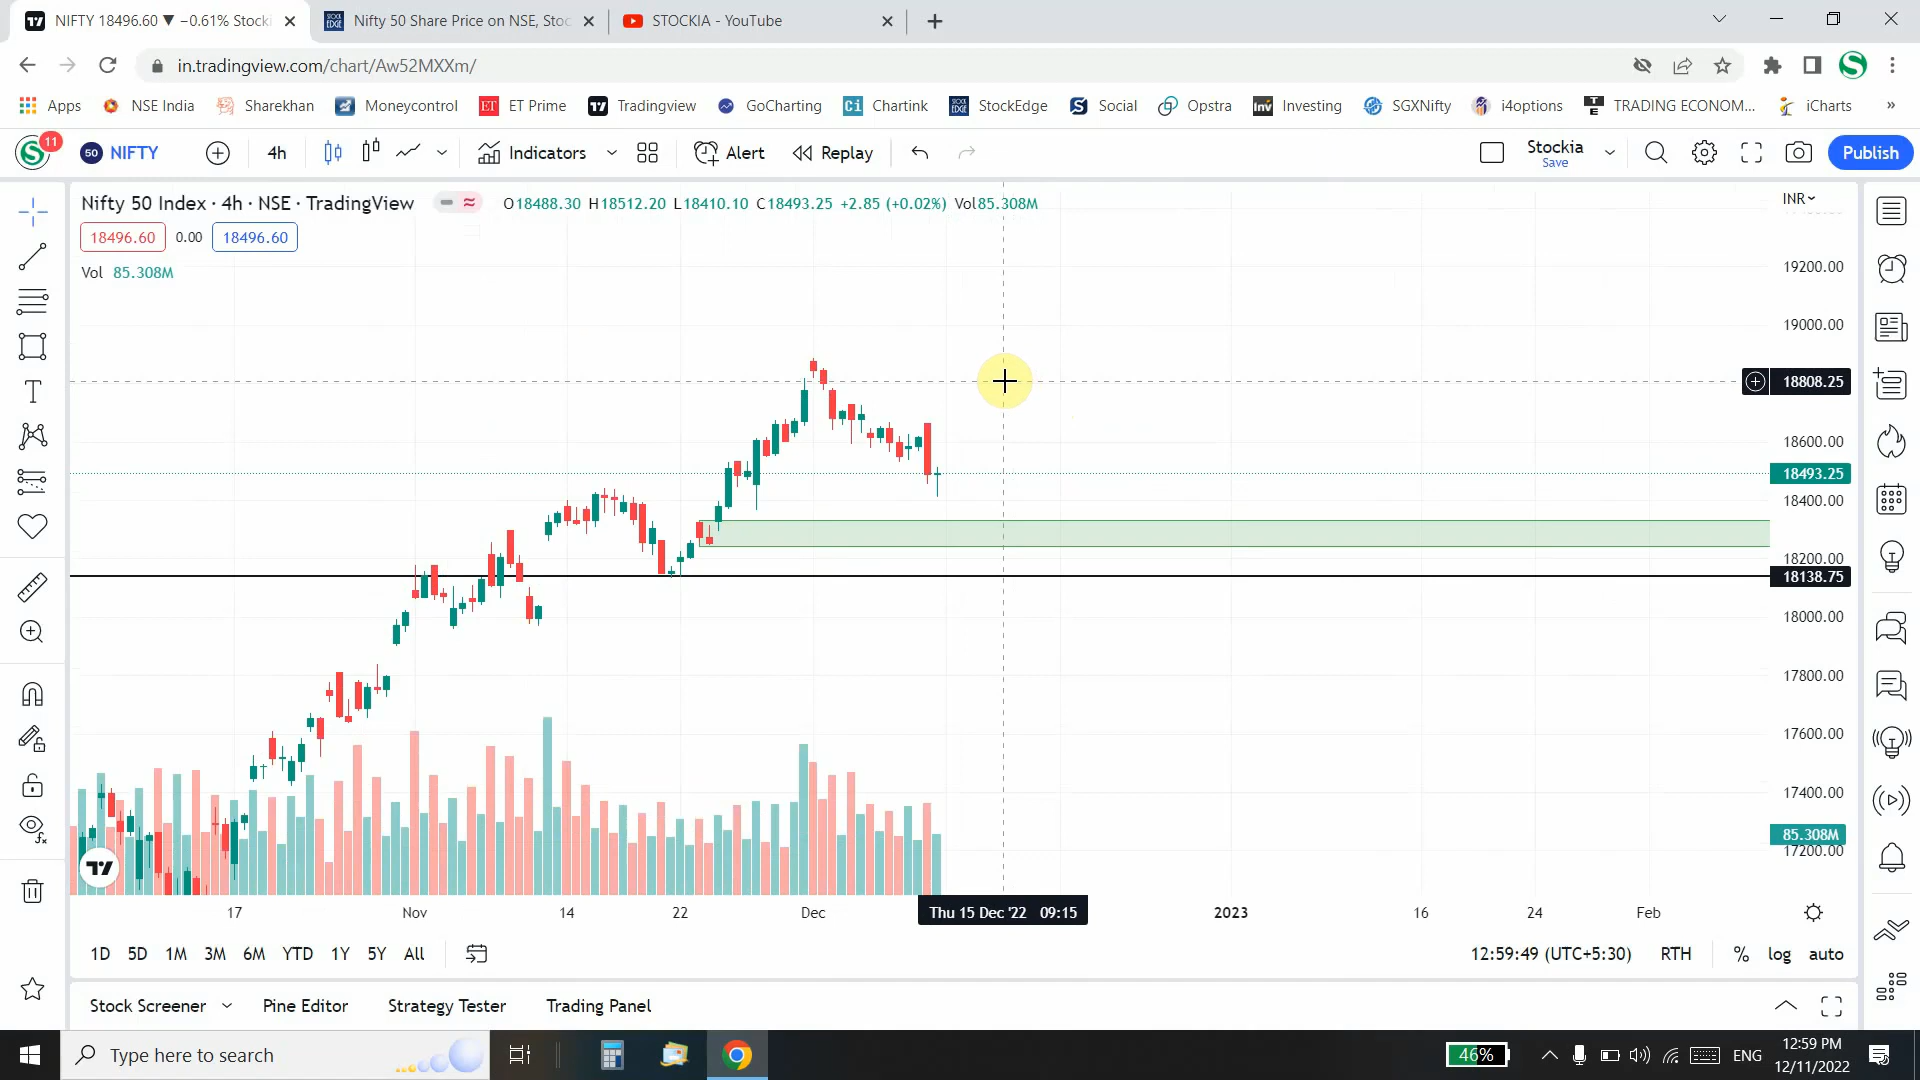 NIFTY 18496.60 ▼ −0.61% Stocki
Nifty 50 Share Price on NSE, Stoc
STOCKIA - YouTube
in.tradingview.com/chart/Aw52MXXm/
Apps NSE India Sharekhan Moneycontrol ET Prime Tradingview GoCharting Chartink StockEdge Social Opstra Investing SGXNifty i4options TRADING ECONOM... iCharts »
11 50 NIFTY 4h Indicators Alert Replay Stockia Save Publish
Nifty 50 Index · 4h · NSE · TradingView O18488.30 H18512.20 L18410.10 C18493.25 +2.85 (+0.02%) Vol85.308M INR
18496.60 0.00 18496.60
Vol 85.308M
19200.00
19000.00
18808.25
18600.00
18493.25
18400.00
18200.00
18138.75
18000.00
17800.00
17600.00
17400.00
85.308M
17200.00
17 Nov 14 22 Dec Thu 15 Dec '22 09:15 2023 16 24 Feb
1D 5D 1M 3M 6M YTD 1Y 5Y All 12:59:49 (UTC+5:30) RTH % log auto
Stock Screener Pine Editor Strategy Tester Trading Panel
Type here to search 46% ENG 12:59 PM
12/11/2022